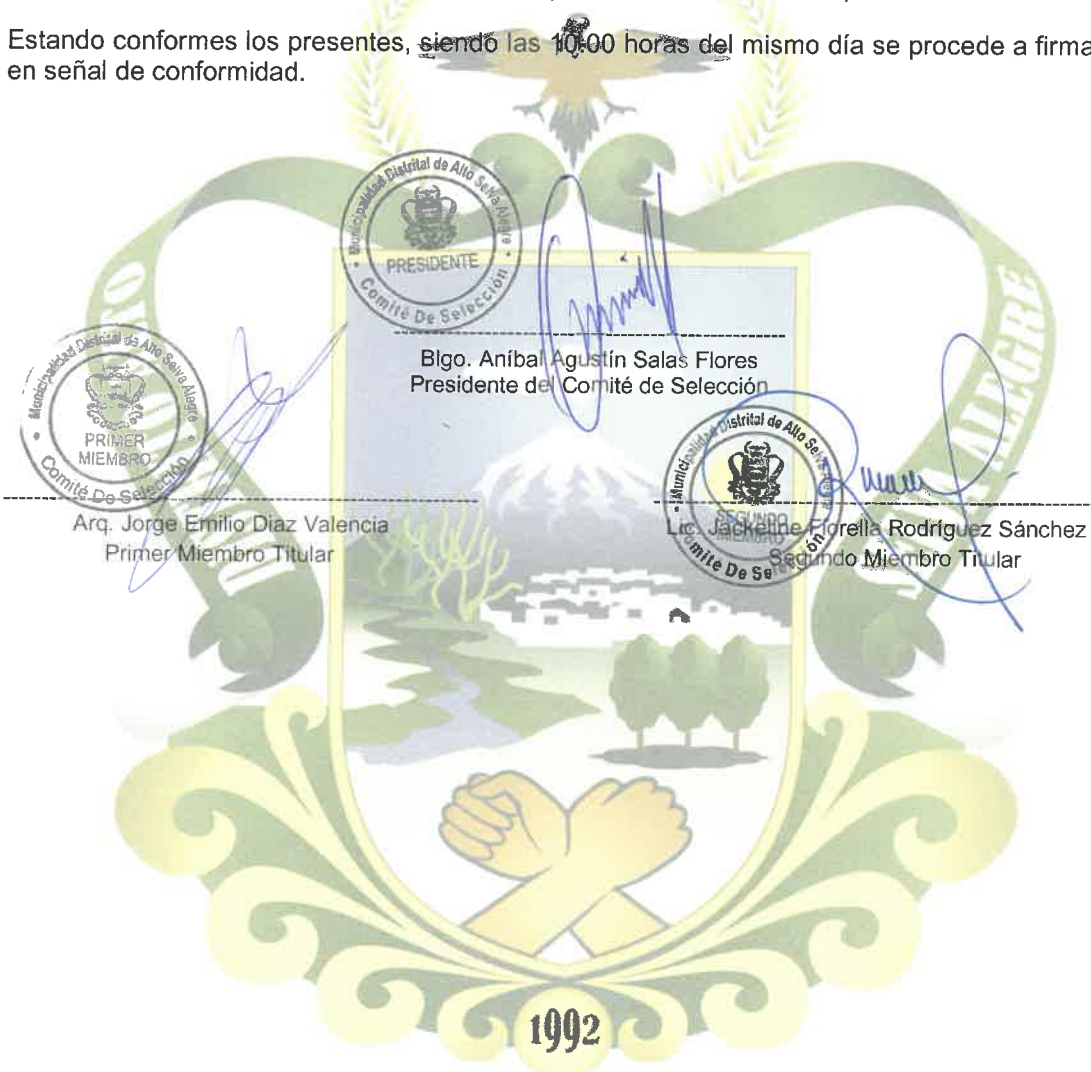 Estando conformes los presentes, siendo las 10:00 horas del mismo día se procede a firma
en señal de conformidad.
Municipalidad Distrital de Alto Selva Alegre
PRESIDENTE
Comité De Selección
Blgo. Aníbal Agustín Salas Flores
Presidente del Comité de Selección
Municipalidad Distrital de Alto Selva Alegre
PRIMER
MIEMBRO
Comité De Selección
Arq. Jorge Emilio Diaz Valencia
Primer Miembro Titular
Municipalidad Distrital de Alto Selva Alegre
SEGUNDO
MIEMBRO
Comite De Selección
Lic. Jackeline Fiorella Rodríguez Sánchez
Segundo Miembro Titular
SELVA ALEGRE
1992